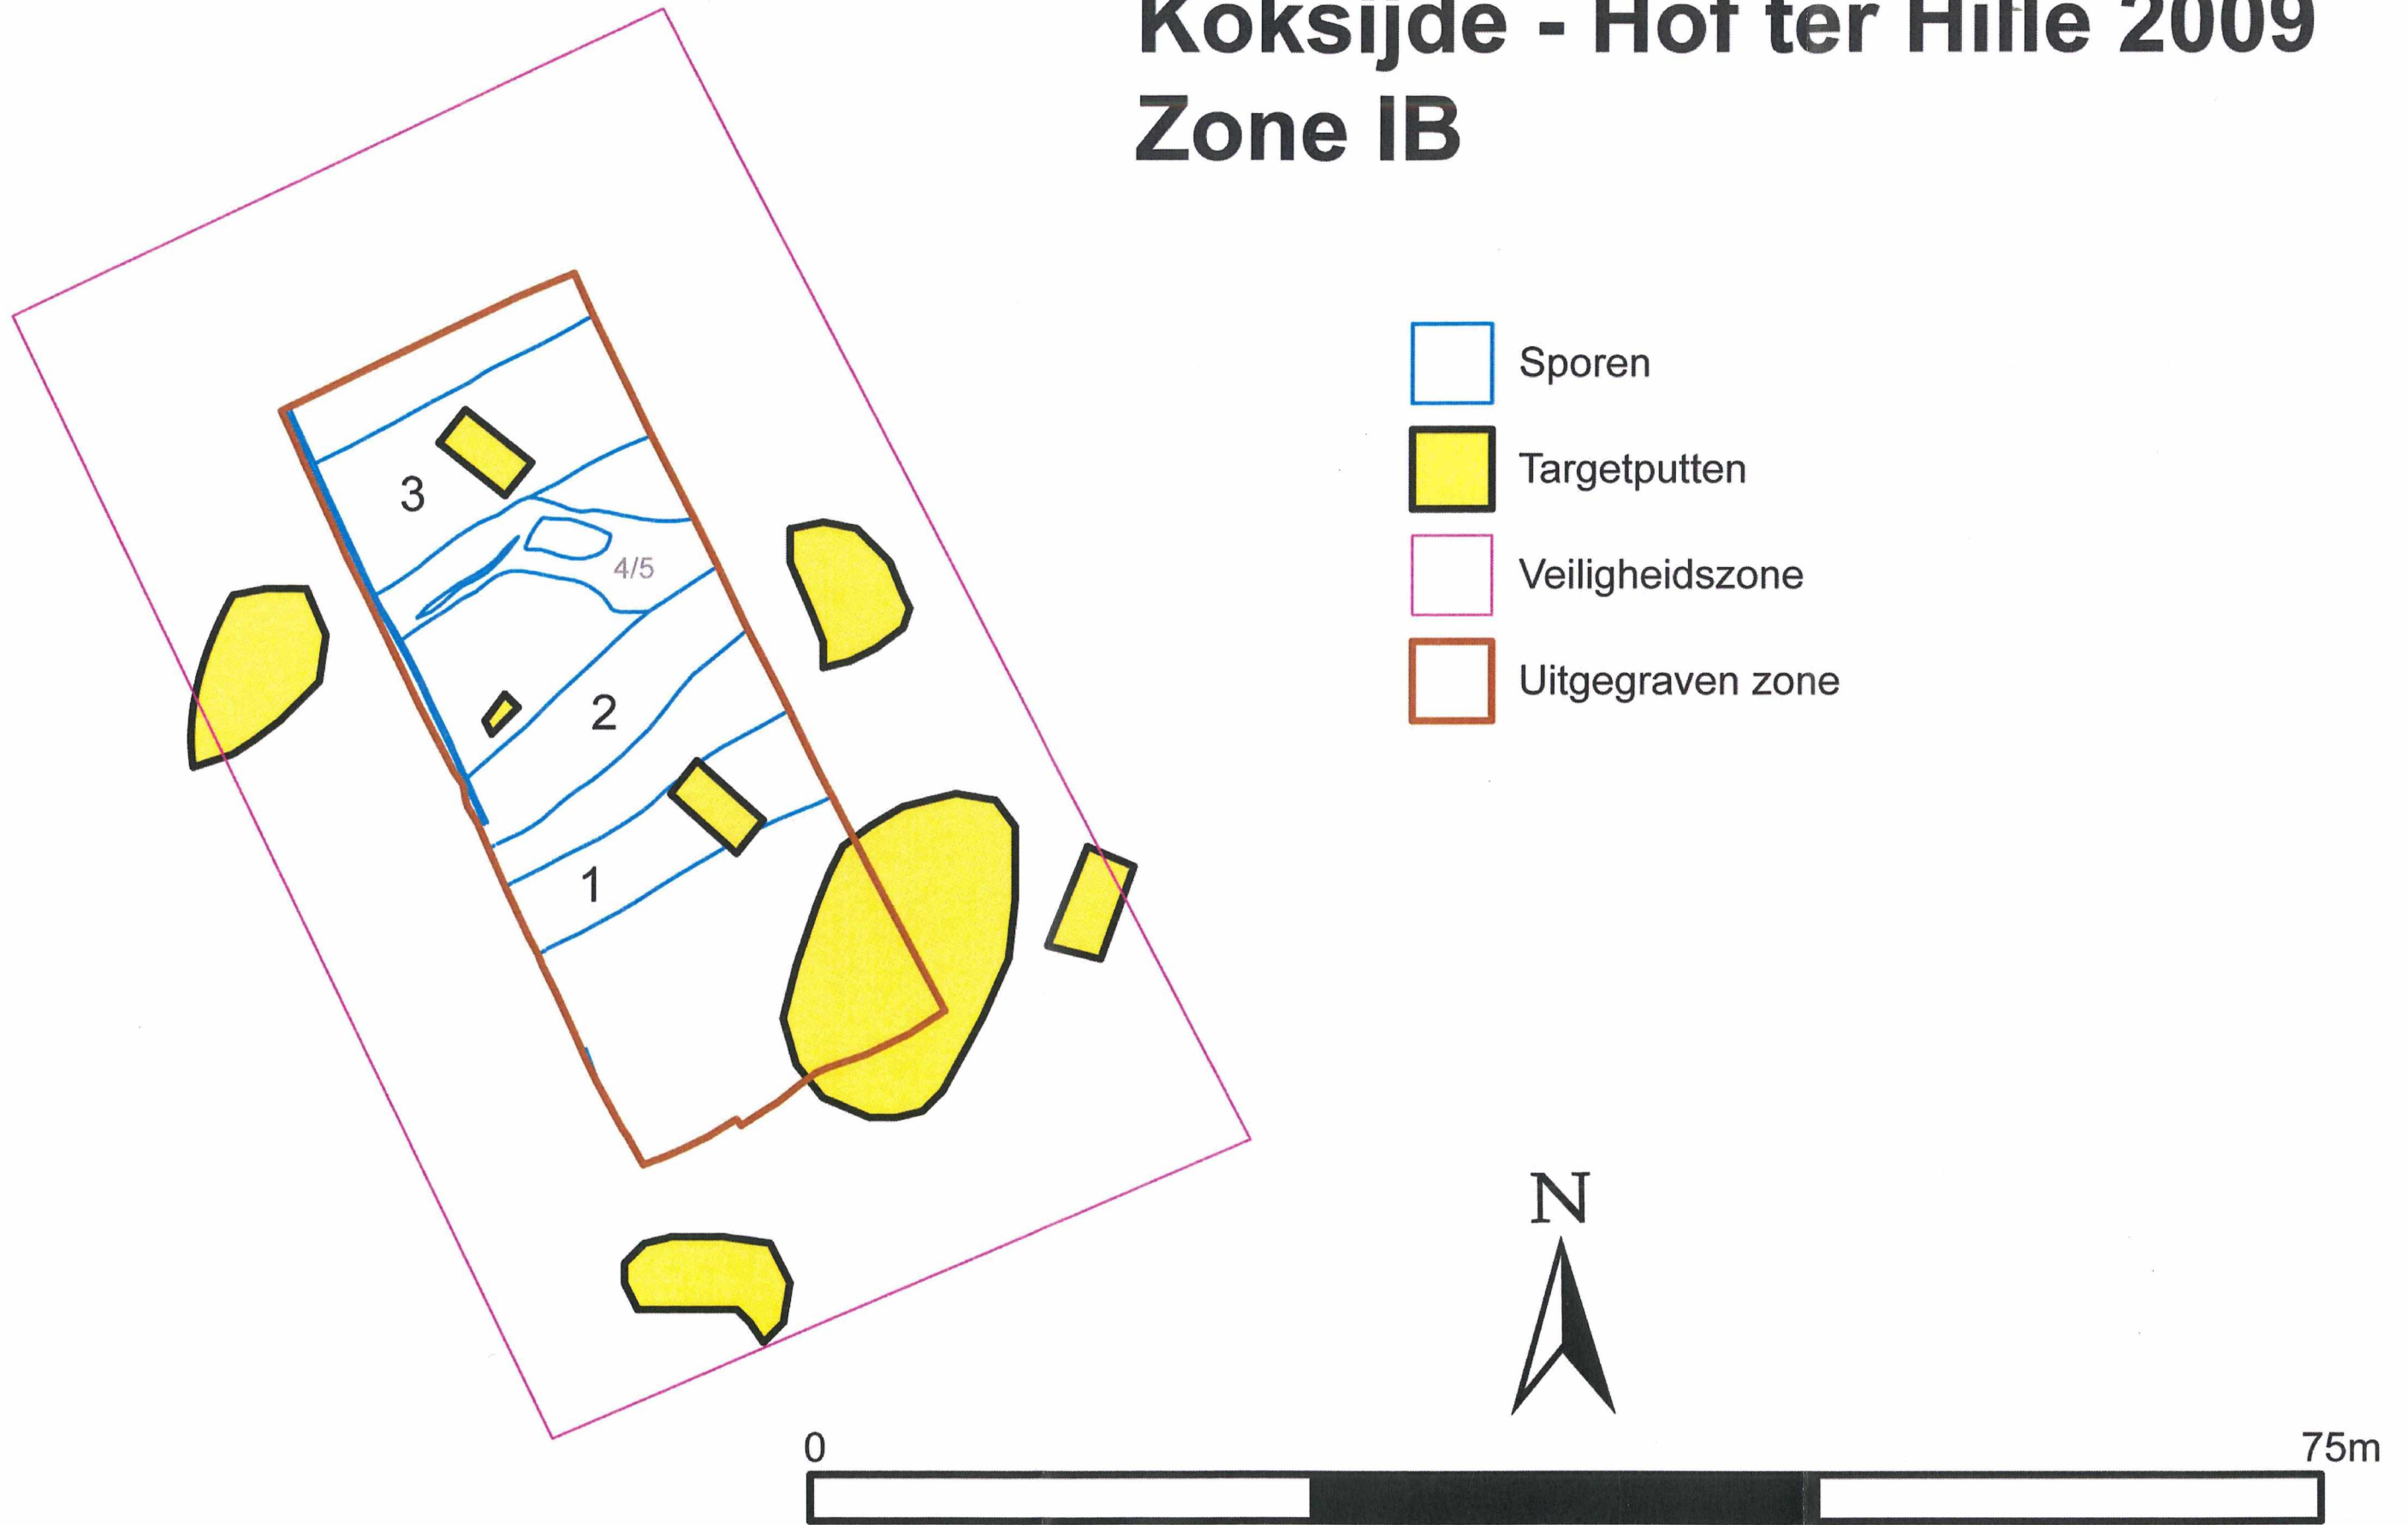 Koksijde - Hof ter Hille 2009
Zone IB
Sporen
Targetputten
Veiligheidszone
Uitgegraven zone
3
4/5
2
1
N
0
75m